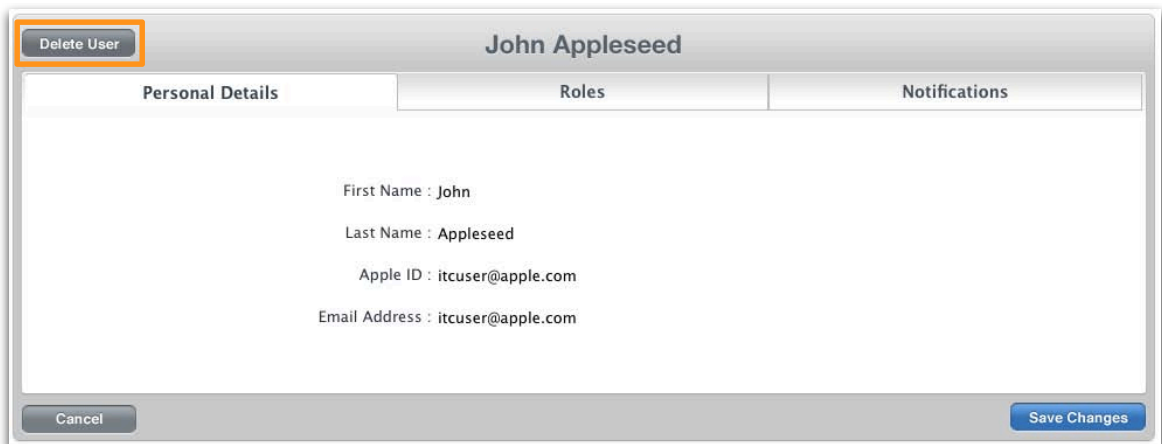 Delete User
John Appleseed
Personal Details Roles Notifications
First Name : John
Last Name : Appleseed
Apple ID : itcuser@apple.com
Email Address : itcuser@apple.com
Cancel Save Changes